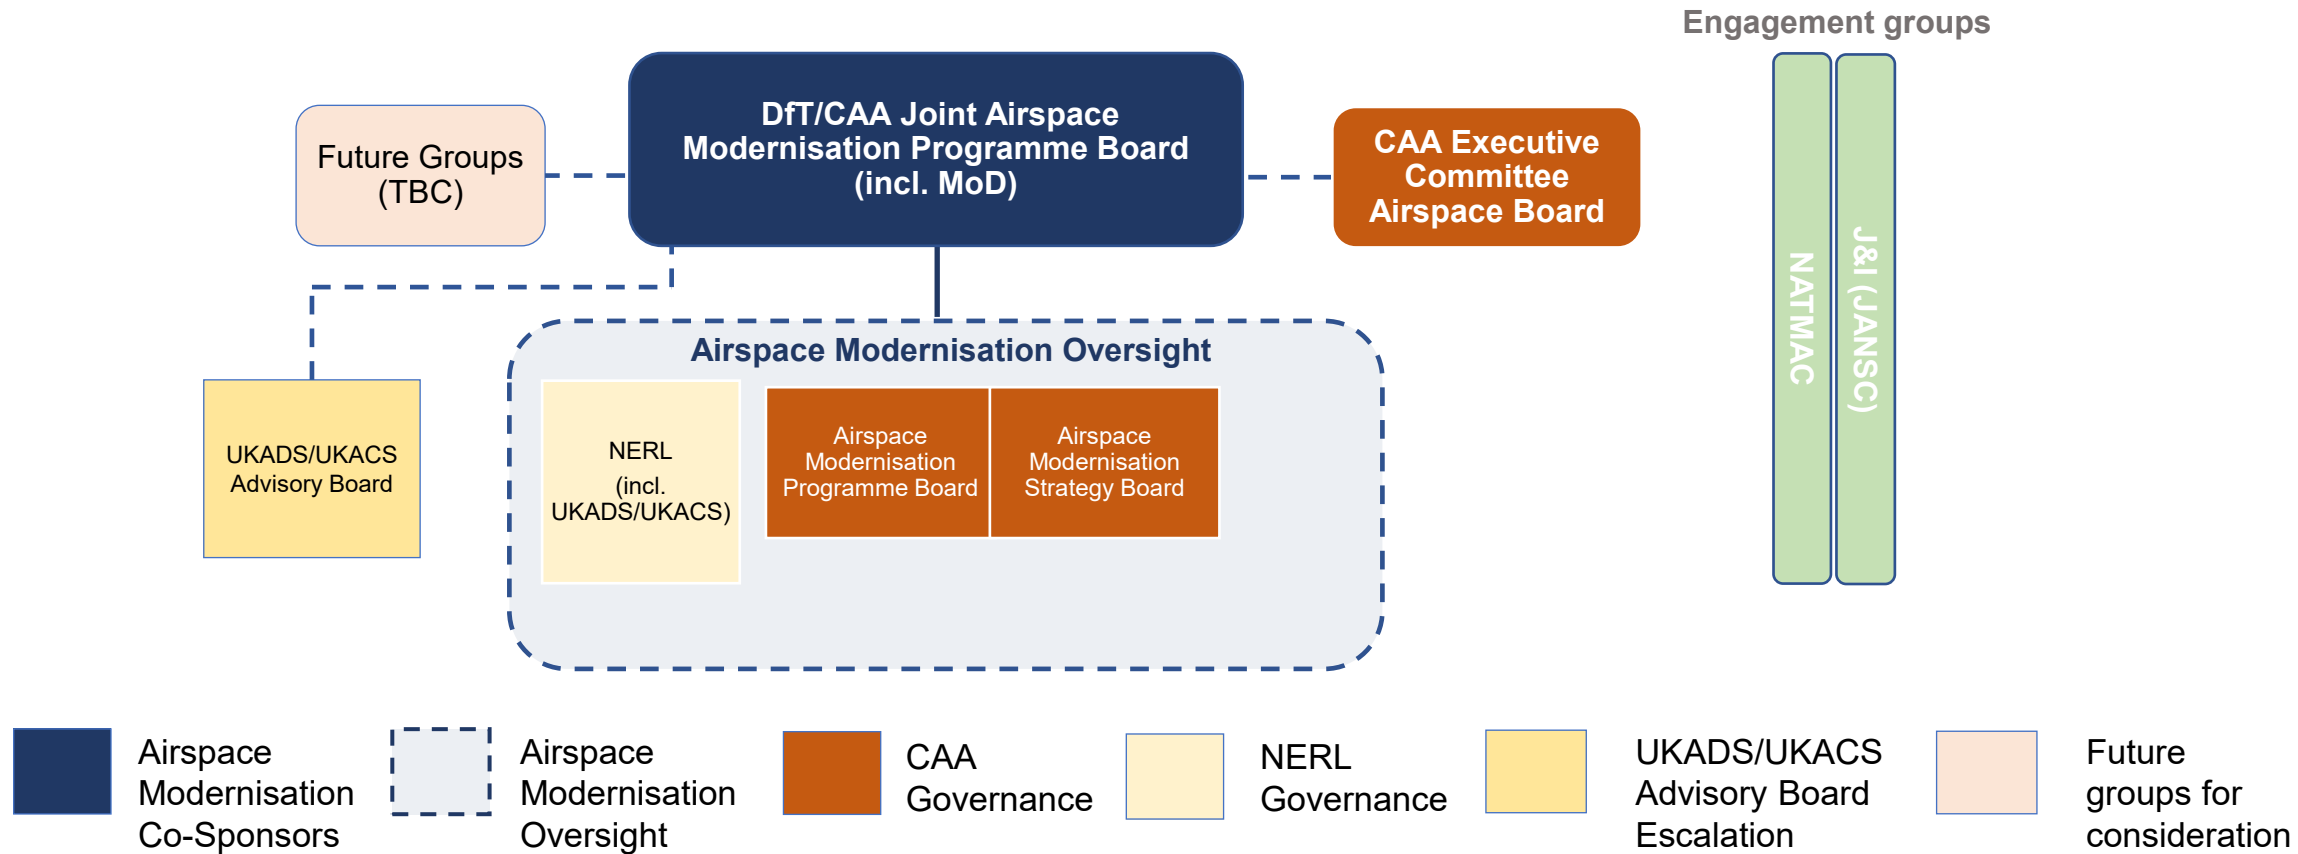 Engagement groups
DfT/CAA Joint Airspace
Modernisation Programme Board
(incl. MoD)
Future Groups
(TBC)
CAA Executive
Committee
Airspace Board
NATMAC
J&I (JANSC)
Airspace Modernisation Oversight
UKADS/UKACS
Advisory Board
NERL
(incl.
UKADS/UKACS)
Airspace
Modernisation
Programme Board
Airspace
Modernisation
Strategy Board
Airspace
Modernisation
Co-Sponsors
Airspace
Modernisation
Oversight
CAA
Governance
NERL
Governance
UKADS/UKACS
Advisory Board
Escalation
Future
groups for
consideration